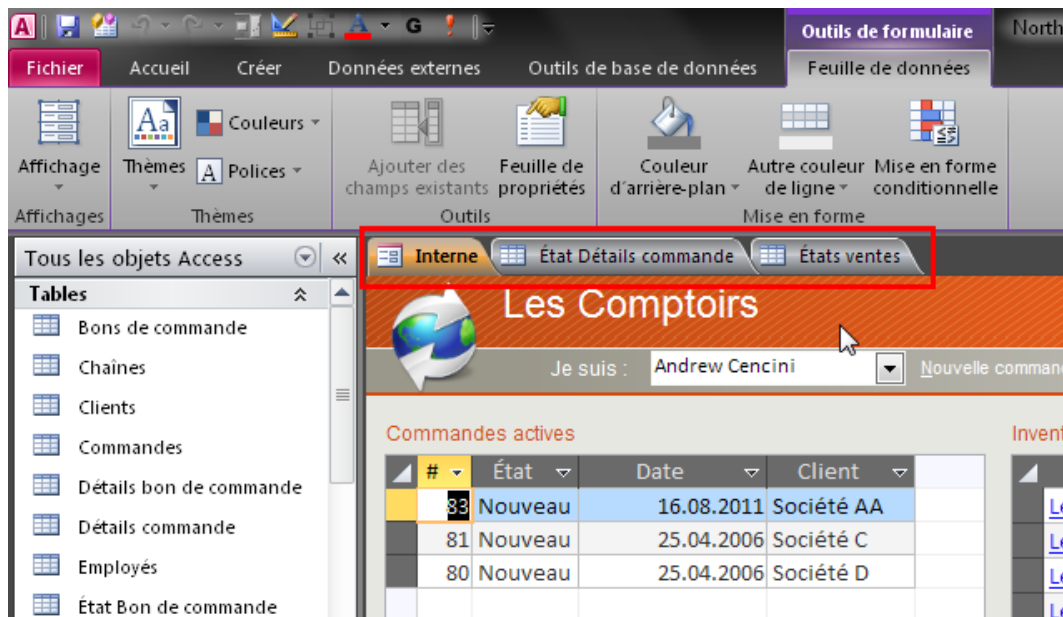 A G !
Outils de formulaire North
Fichier Accueil Créer Données externes Outils de base de données Feuille de données
Aa Couleurs
Affichage Thèmes A Polices Ajouter des champs existants Feuille de propriétés Couleur d'arrière-plan Autre couleur de ligne Mise en forme conditionnelle
Affichages Thèmes Outils Mise en forme
Tous les objets Access « Interne État Détails commande États ventes
Tables
Bons de commande
Chaînes
Clients
Commandes
Détails bon de commande
Détails commande
Employés
État Bon de commande
Les Comptoirs
Je suis : Andrew Cencini Nouvelle comman
Commandes actives Invent
# État Date Client
83 Nouveau 16.08.2011 Société AA
81 Nouveau 25.04.2006 Société C
80 Nouveau 25.04.2006 Société D